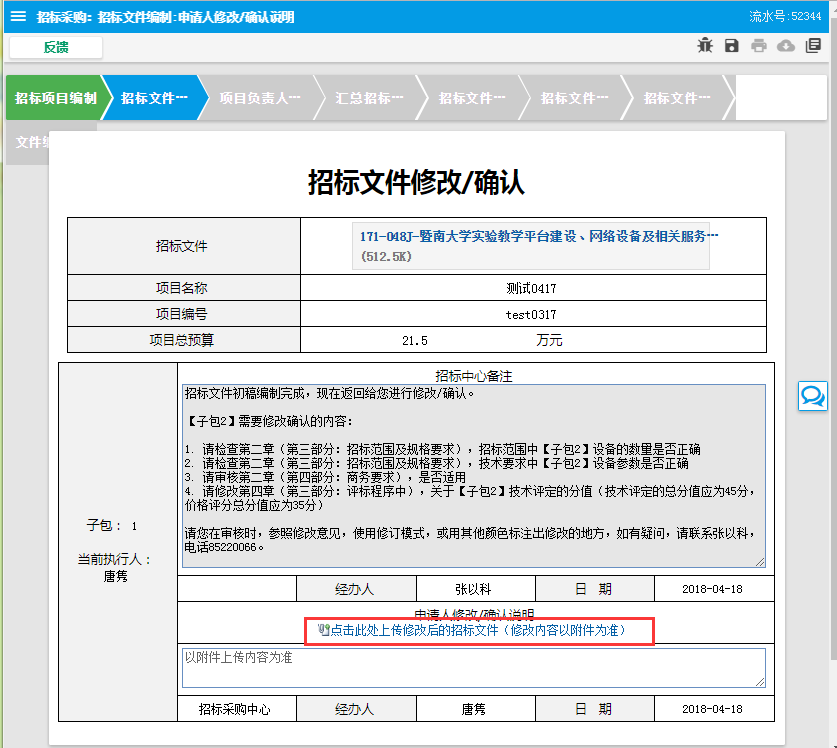 招标采购: 招标文件编制:申请人修改/确认说明
流水号:52344
反馈
招标项目编制
招标文件…
项目负责人…
汇总招标…
招标文件…
招标文件…
招标文件…
文件编
招标文件修改/确认
招标文件
171-048J-暨南大学实验教学平台建设、网络设备及相关服务…
(512.5K)
项目名称 测试0417
项目编号 test0317
项目总预算 21.5 万元
招标中心备注
招标文件初稿编制完成，现在返回给您进行修改/确认。
【子包2】需要修改确认的内容：
1. 请检查第二章（第三部分：招标范围及规格要求），招标范围中【子包2】设备的数量是否正确
2. 请检查第二章（第三部分：招标范围及规格要求），技术要求中【子包2】设备参数是否正确
3. 请审核第二章（第四部分：商务要求），是否适用
4. 请修改第四章（第三部分：评标程序中），关于【子包2】技术评定的分值（技术评定的总分值应为45分，
价格评分总分值应为35分）
请您在审核时，参照修改意见，使用修订模式，或用其他颜色标注出修改的地方，如有疑问，请联系张以科，
电话85220066。
子包： 1
当前执行人：
唐隽
经办人 张以科 日 期 2018-04-18
申请人修改/确认说明
点击此处上传修改后的招标文件（修改内容以附件为准）
以附件上传内容为准
招标采购中心 经办人 唐隽 日 期 2018-04-18